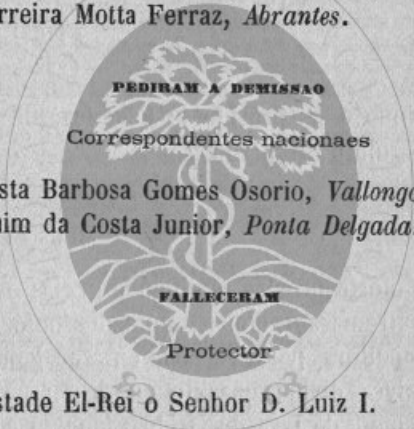 rreira Motta Ferraz, Abrantes.
PEDIRAM A DEMISSAO
Correspondentes nacionaes
sta Barbosa Gomes Osorio, Vallongo
im da Costa Junior, Ponta Delgada.
FALLECERAM
Protector
stade El-Rei o Senhor D. Luiz I.